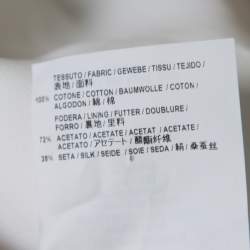 TESSUTO / FABRIC / GEWEBE / TISSU / TEJIDO /
表地 / 面料
100% COTONE / COTTON / BAUMWOLLE / COTON /
ALGODON / 綿 / 棉
FODERA / LINING / FUTTER / DOUBLURE /
FORRO / 裏地 / 里料
72% ACETATO / ACETATE / ACETAT / ACETATE /
ACETATO / アセテート / 醋酯纤维
28% SETA / SILK / SEIDE / SOIE / SEDA / 絹 / 桑蚕丝